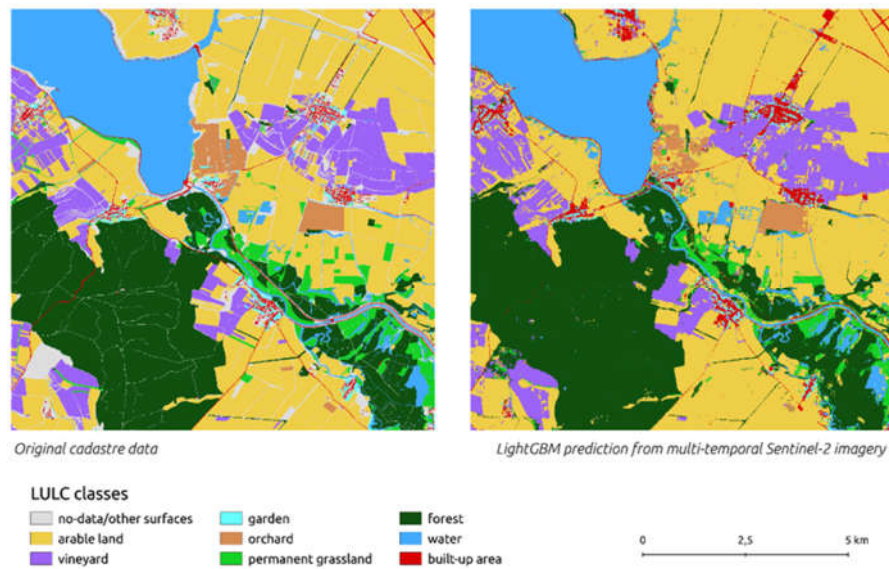 Original cadastre data
LightGBM prediction from multi-temporal Sentinel-2 imagery
LULC classes
no-data/other surfaces
arable land
vineyard
garden
orchard
permanent grassland
forest
water
built-up area
0 2,5 5 km